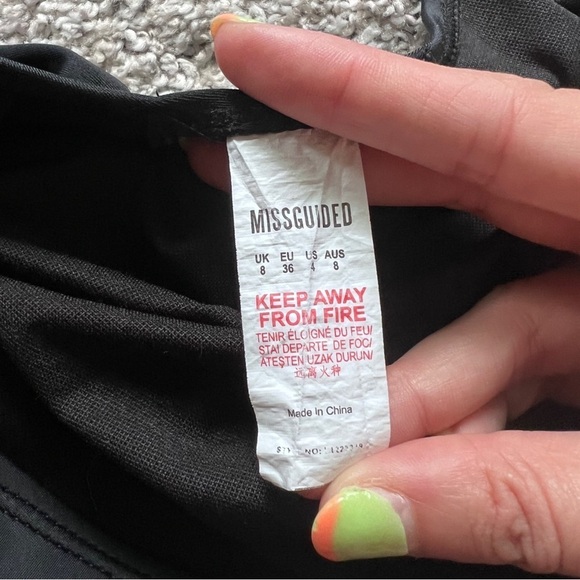 MISSGUIDED
UK EU US AUS
8 36 4 8
KEEP AWAY
FROM FIRE
TENIR ÉLOIGNÉ DU FEU/
STAI DEPARTE DE FOC/
ATEŞTEN UZAK DURUN/
远离火种
Made in China
NO: